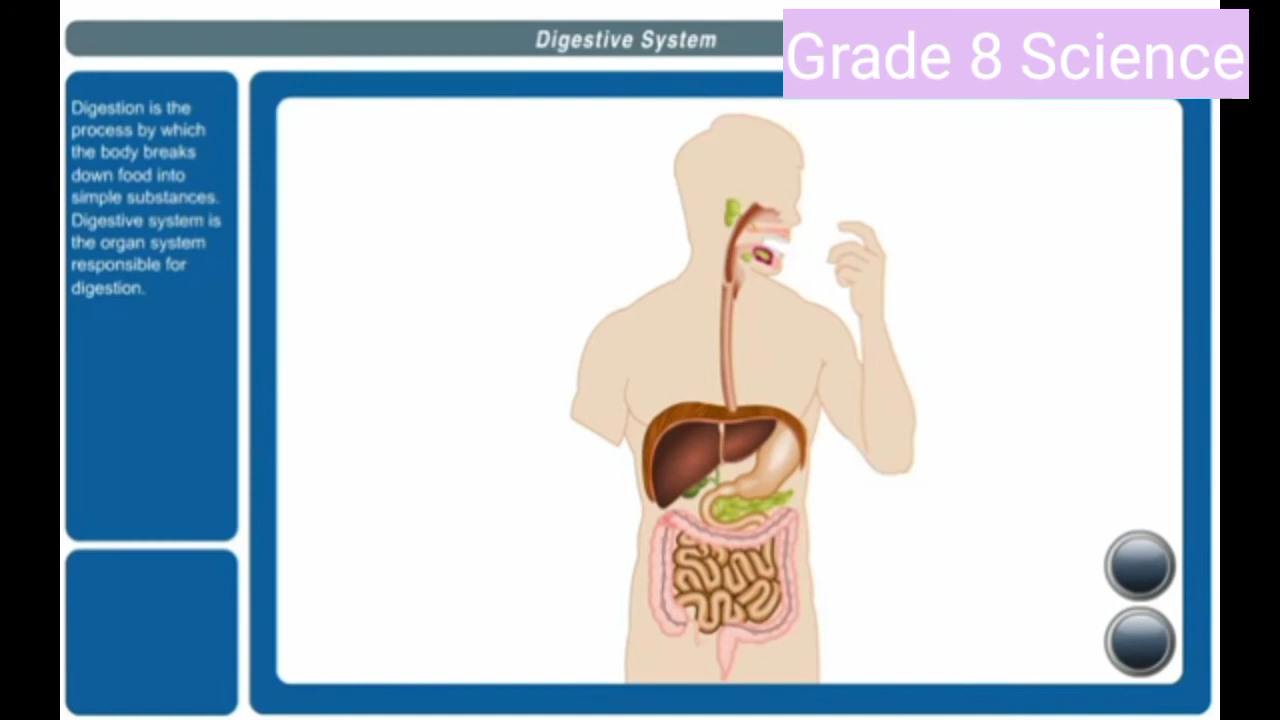 Digestive System
Grade 8 Science
Digestion is the
process by which
the body breaks
down food into
simple substances.
Digestive system is
the organ system
responsible for
digestion.